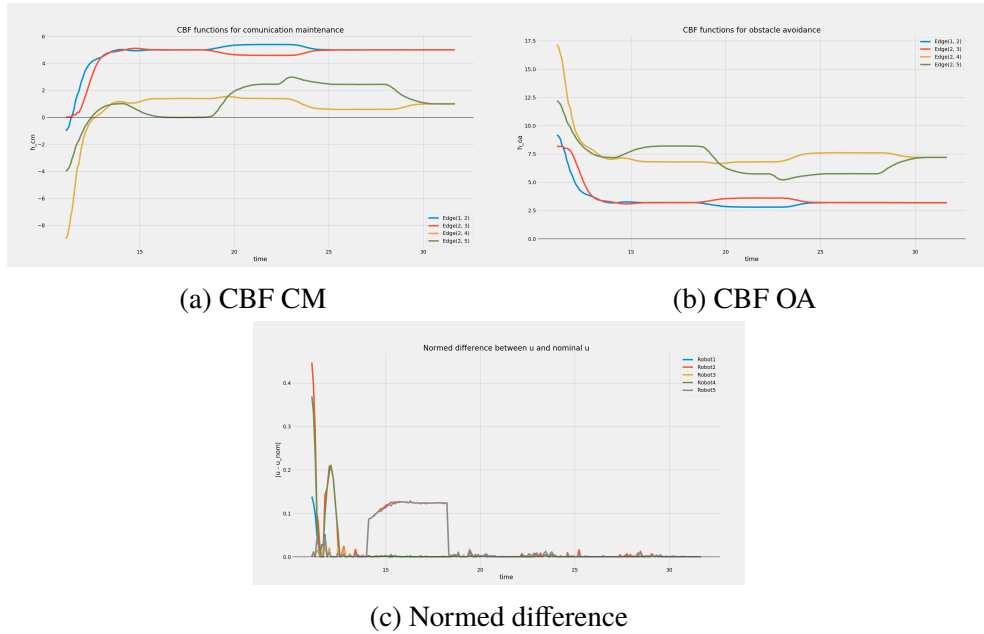 CBF functions for comunication maintenance
6
4
2
0
−2
−4
−6
−8
h_cm
15
20
25
30
time
Edge(1, 2)
Edge(2, 3)
Edge(2, 4)
Edge(2, 5)
(a) CBF CM
CBF functions for obstacle avoidance
17.5
15.0
12.5
10.0
7.5
5.0
2.5
0.0
h_oa
15
20
25
30
time
Edge(1, 2)
Edge(2, 3)
Edge(2, 4)
Edge(2, 5)
(b) CBF OA
Normed difference between u and nominal u
0.4
0.3
0.2
0.1
0.0
|u - u_nom|
15
20
25
30
time
Robot1
Robot2
Robot3
Robot4
Robot5
(c) Normed difference